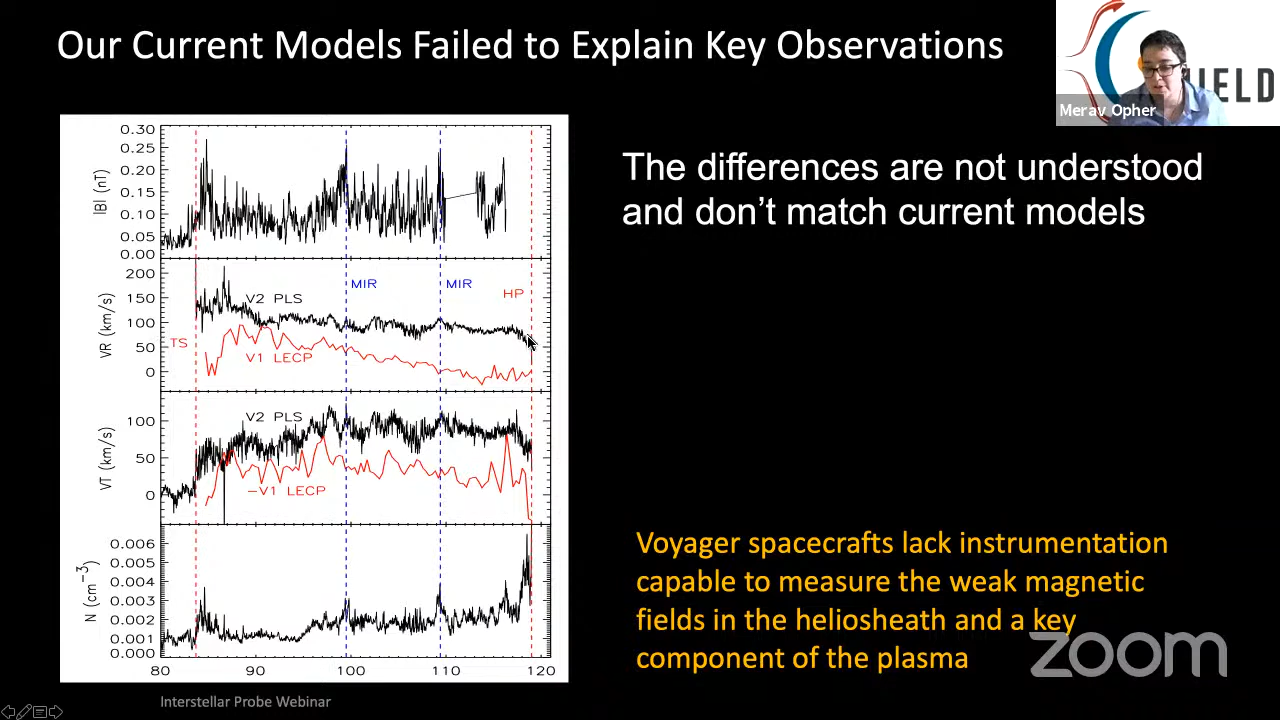 Our Current Models Failed to Explain Key Observations
IELD
Merav Opher
The differences are not understood
and don't match current models
0.30
0.25
0.20
0.15
0.10
0.05
0.00
|B| (nT)
200
150
100
50
0
VR (km/s)
V2 PLS
V1 LECP
TS
MIR
MIR
HP
100
50
0
VT (km/s)
V2 PLS
−V1 LECP
0.006
0.005
0.004
0.003
0.002
0.001
0.000
N (cm⁻³)
80
90
100
110
120
Voyager spacecrafts lack instrumentation
capable to measure the weak magnetic
fields in the heliosheath and a key
component of the plasma
zoom
Interstellar Probe Webinar